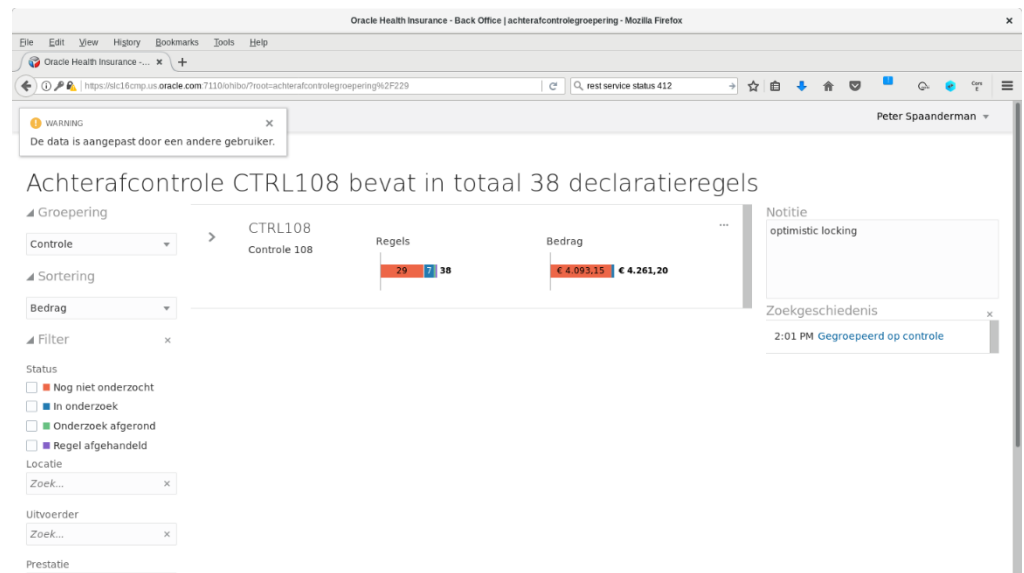 Oracle Health Insurance - Back Office | achterafcontrolegroepering - Mozilla Firefox
File Edit View History Bookmarks Tools Help
Oracle Health Insurance -...
https://slc16cmp.us.oracle.com:7110/ohibo/?root=achterafcontrolegroepering%2F229
rest service status 412
WARNING
De data is aangepast door een andere gebruiker.
Peter Spaanderman
Achterafcontrole CTRL108 bevat in totaal 38 declaratieregels
Groepering
Controle
Sortering
Bedrag
Filter
Status
Nog niet onderzocht
In onderzoek
Onderzoek afgerond
Regel afgehandeld
Locatie
Zoek...
Uitvoerder
Zoek...
Prestatie
CTRL108
Controle 108
...
Regels
29 7 38
Bedrag
€ 4.093,15 € 4.261,20
Notitie
optimistic locking
Zoekgeschiedenis
2:01 PM Gegroepeerd op controle